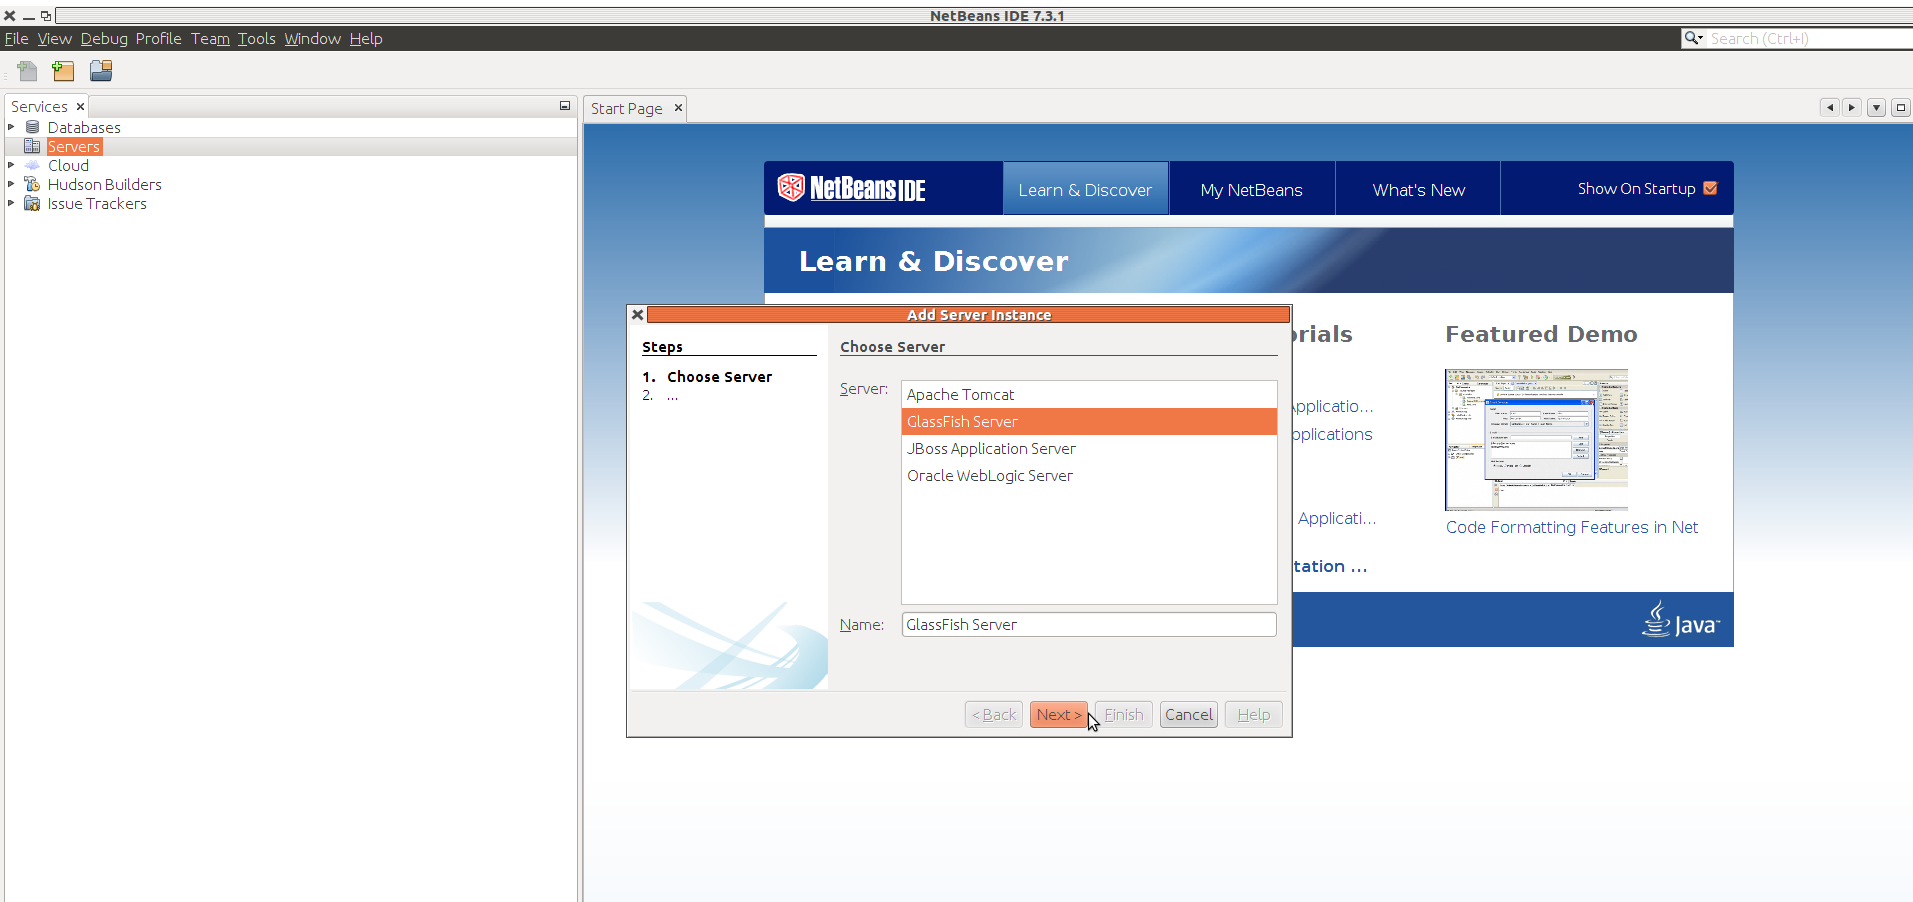 NetBeans IDE 7.3.1
File View Debug Profile Team Tools Window Help
Search (Ctrl+I)
Services
Start Page
Databases
Servers
Cloud
Hudson Builders
Issue Trackers
NetBeans IDE
Learn & Discover
My NetBeans
What's New
Show On Startup
Learn & Discover
Add Server Instance
Steps
1. Choose Server
2. ...
Choose Server
Server:
Apache Tomcat
GlassFish Server
JBoss Application Server
Oracle WebLogic Server
Name: GlassFish Server
< Back Next > Finish Cancel Help
orials
Applicatio...
pplications
Applicati...
tation ...
Featured Demo
Code Formatting Features in Net
Java